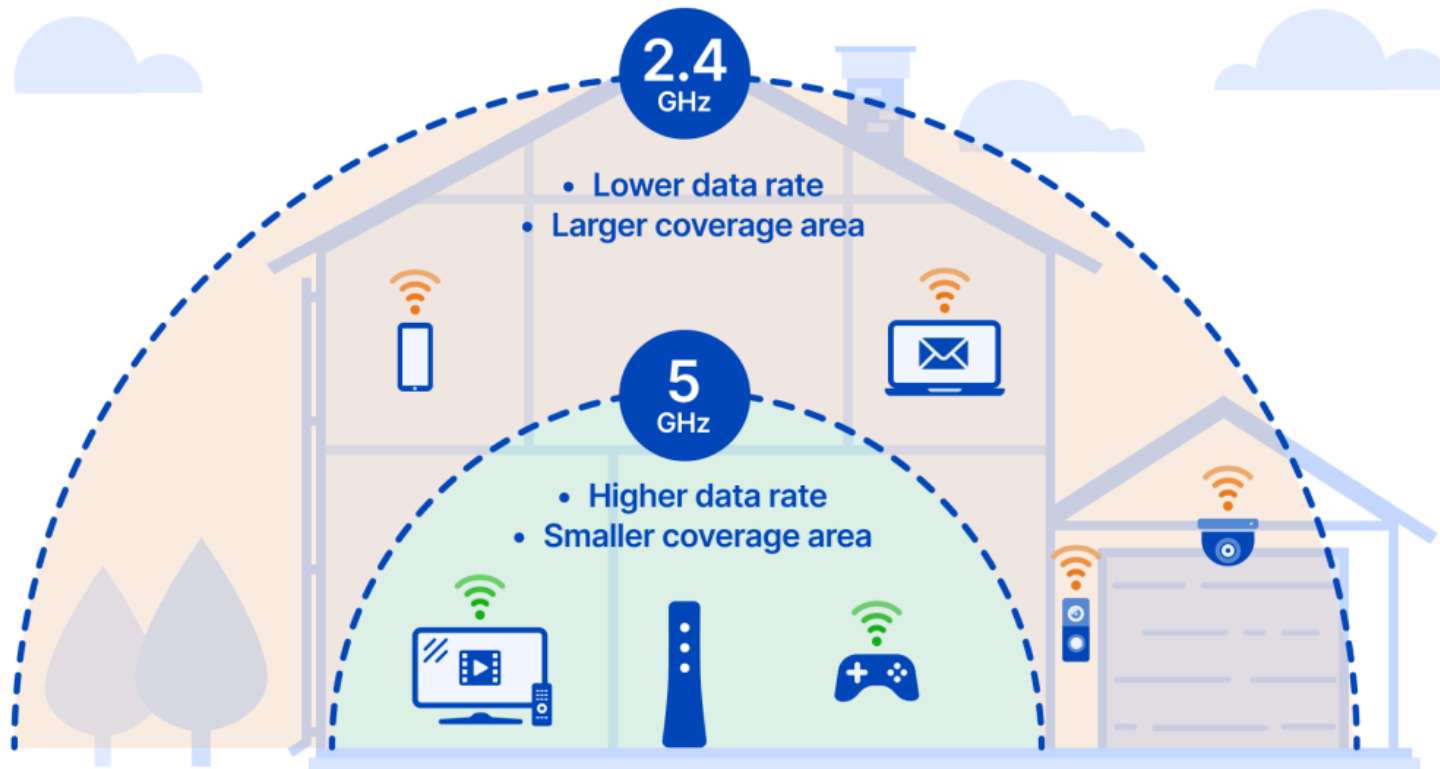 2.4
GHz
• Lower data rate
• Larger coverage area
5
GHz
• Higher data rate
• Smaller coverage area